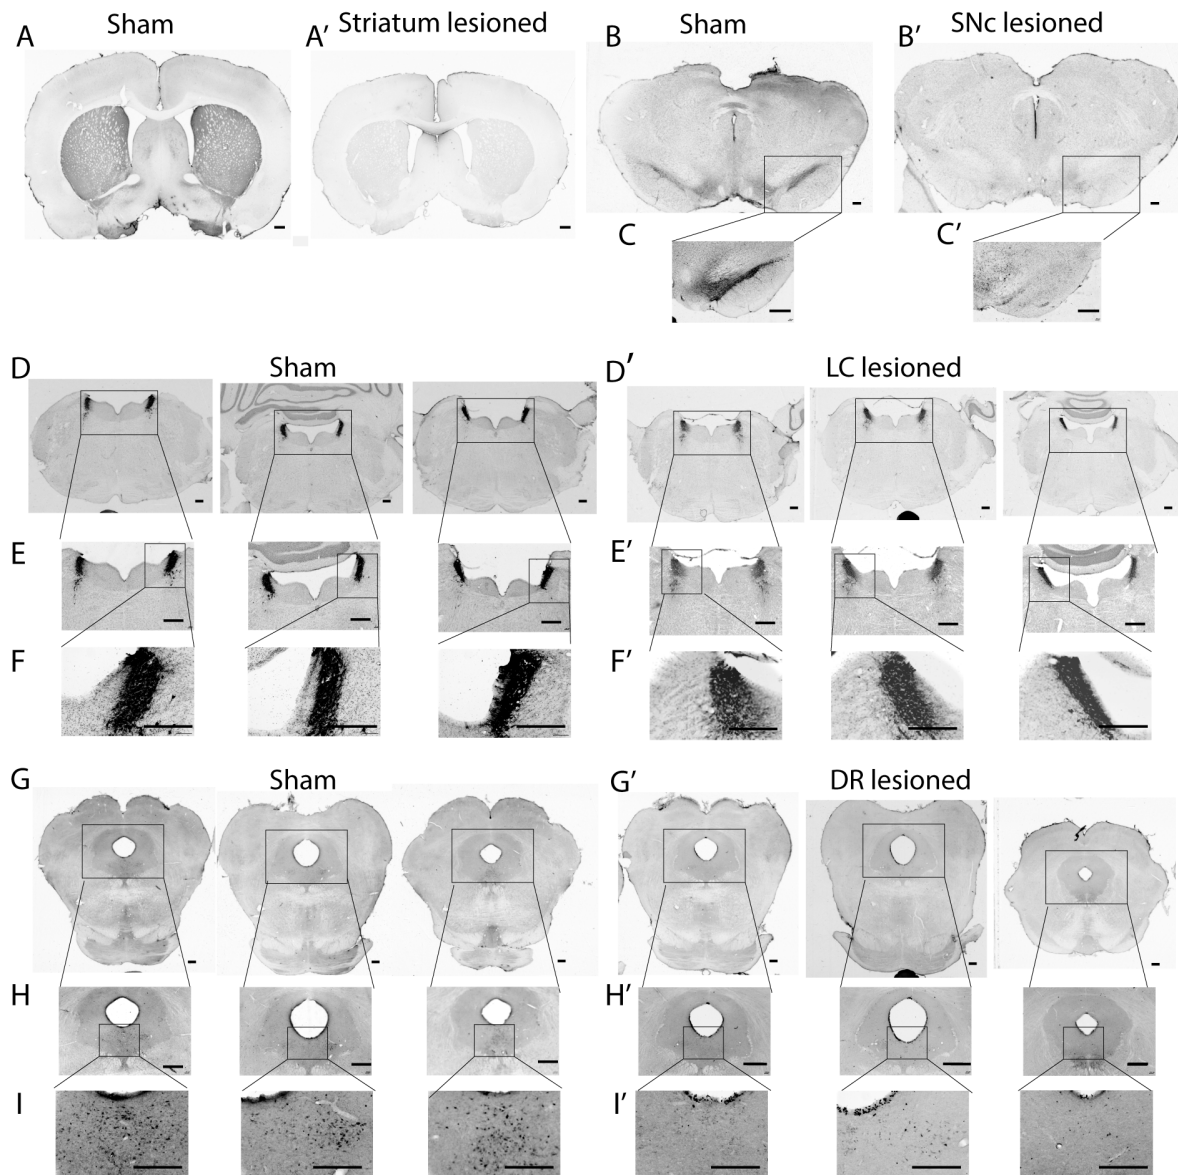 A Sham A' Striatum lesioned B Sham B' SNc lesioned
C C'
D Sham D' LC lesioned
E E'
F F'
G Sham G' DR lesioned
H H'
I I'